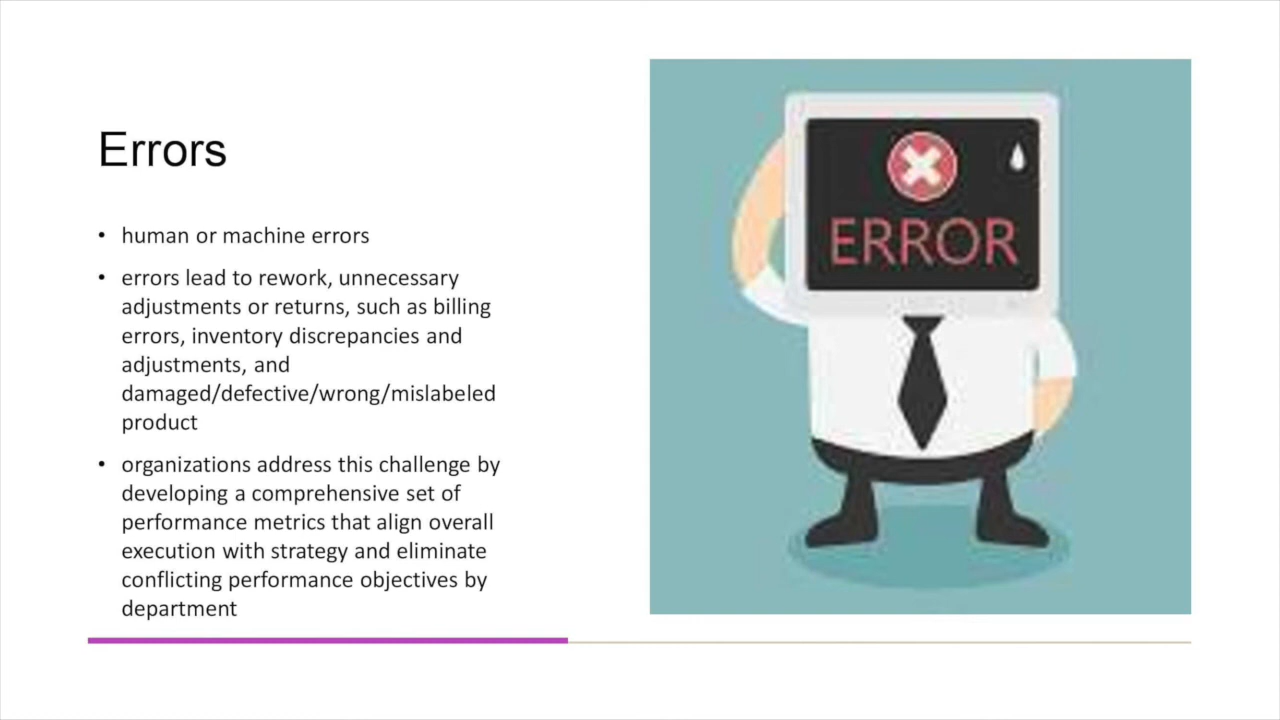 Errors
• human or machine errors
• errors lead to rework, unnecessary
adjustments or returns, such as billing
errors, inventory discrepancies and
adjustments, and
damaged/defective/wrong/mislabeled
product
• organizations address this challenge by
developing a comprehensive set of
performance metrics that align overall
execution with strategy and eliminate
conflicting performance objectives by
department
ERROR